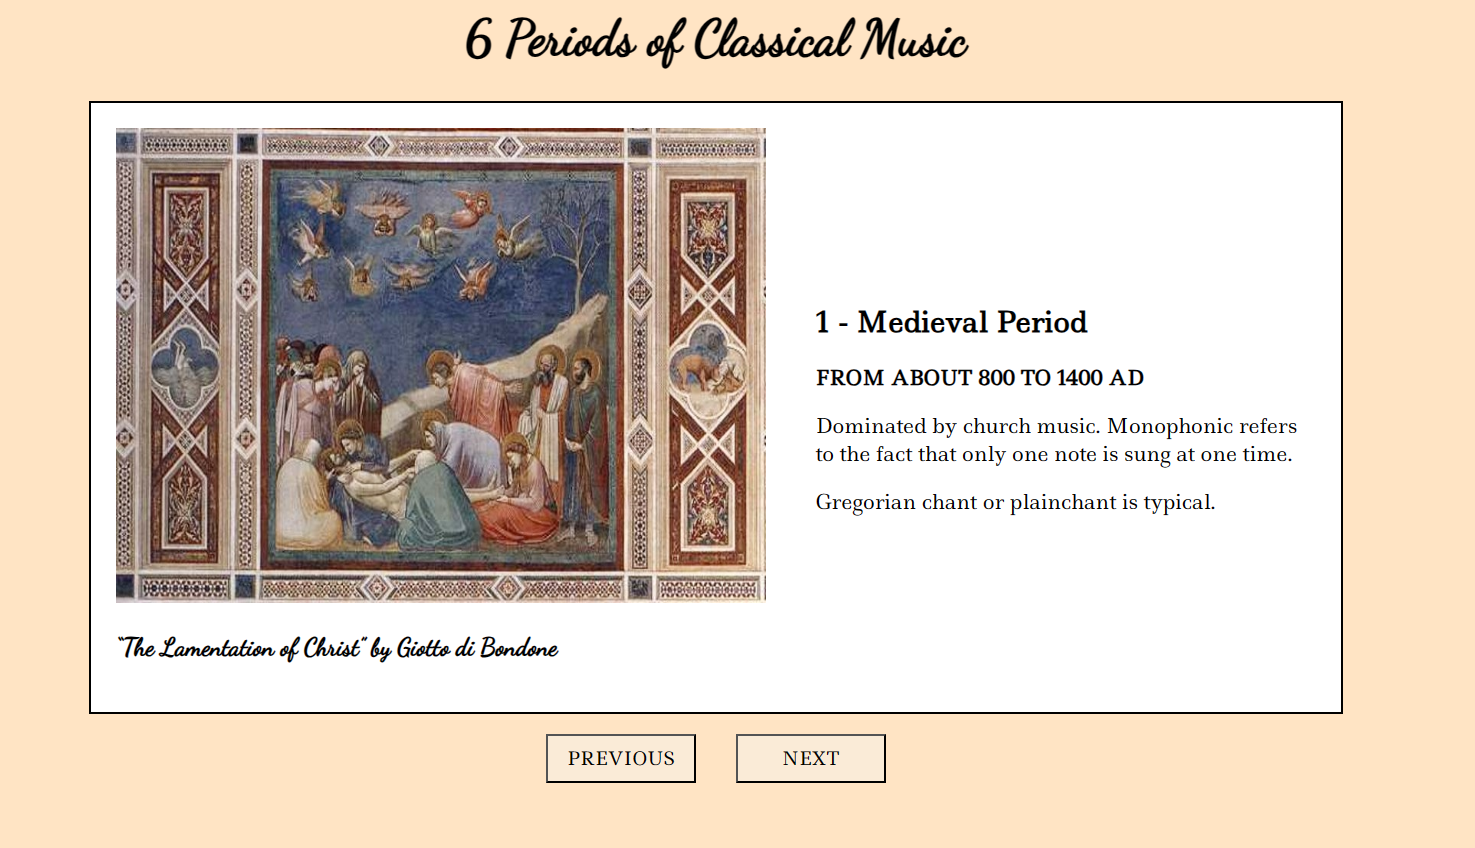 6 Periods of Classical Music
1 - Medieval Period
FROM ABOUT 800 TO 1400 AD
Dominated by church music. Monophonic refers
to the fact that only one note is sung at one time.
Gregorian chant or plainchant is typical.
"The Lamentation of Christ" by Giotto di Bondone
PREVIOUS
NEXT